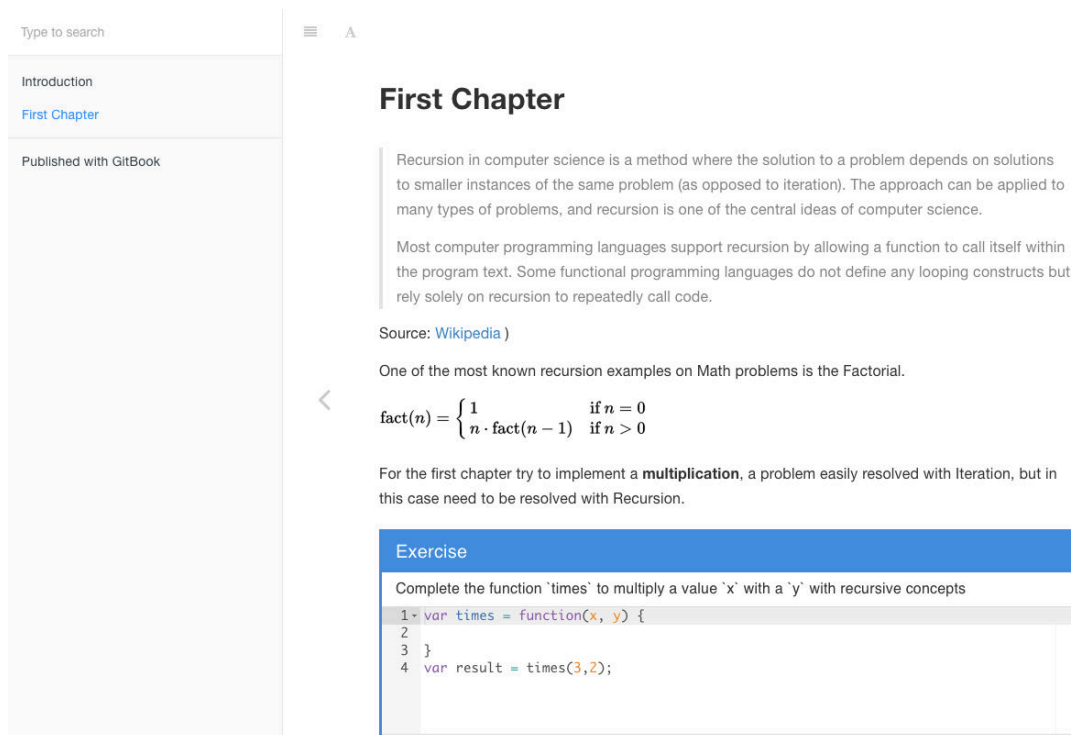 Type to search
A
Introduction
First Chapter
Published with GitBook
First Chapter
Recursion in computer science is a method where the solution to a problem depends on solutions
to smaller instances of the same problem (as opposed to iteration). The approach can be applied to
many types of problems, and recursion is one of the central ideas of computer science.
Most computer programming languages support recursion by allowing a function to call itself within
the program text. Some functional programming languages do not define any looping constructs but
rely solely on recursion to repeatedly call code.
Source: Wikipedia )
One of the most known recursion examples on Math problems is the Factorial.
fact(n) = { 1 if n = 0
n · fact(n − 1) if n > 0
For the first chapter try to implement a multiplication, a problem easily resolved with Iteration, but in
this case need to be resolved with Recursion.
Exercise
Complete the function `times` to multiply a value `x` with a `y` with recursive concepts
1 var times = function(x, y) {
2
3 }
4 var result = times(3,2);